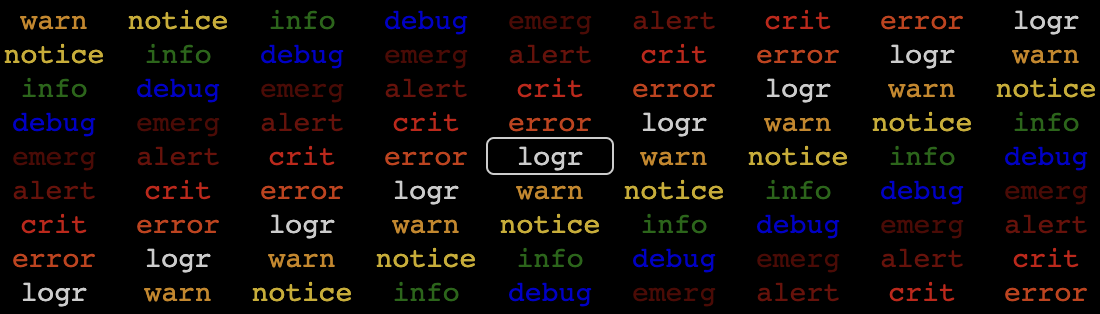 warn notice info debug emerg alert crit error logr
notice info debug emerg alert crit error logr warn
info debug emerg alert crit error logr warn notice
debug emerg alert crit error logr warn notice info
emerg alert crit error logr warn notice info debug
alert crit error logr warn notice info debug emerg
crit error logr warn notice info debug emerg alert
error logr warn notice info debug emerg alert crit
logr warn notice info debug emerg alert crit error